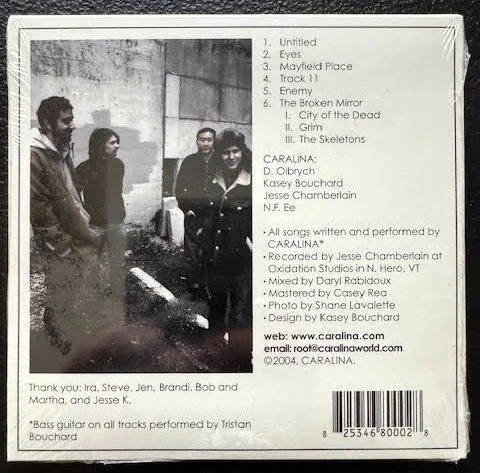 1. Untitled
2. Eyes
3. Mayfield Place
4. Track 11
5. Enemy
6. The Broken Mirror
I. City of the Dead
II. Grim
III. The Skeletons
CARALINA:
D. Olbrych
Kasey Bouchard
Jesse Chamberlain
N.F. Ee
· All songs written and performed by
CARALINA*
· Recorded by Jesse Chamberlain at
Oxidation Studios in N. Hero, VT
· Mixed by Daryl Rabidoux
· Mastered by Casey Rea
· Photo by Shane Lavalette
· Design by Kasey Bouchard
web: www.caralina.com
email: root@caralinaworld.com
©2004, CARALINA.
Thank you: Ira, Steve, Jen, Brandi, Bob and
Martha, and Jesse K.
*Bass guitar on all tracks performed by Tristan
Bouchard
8 25346 80002 8